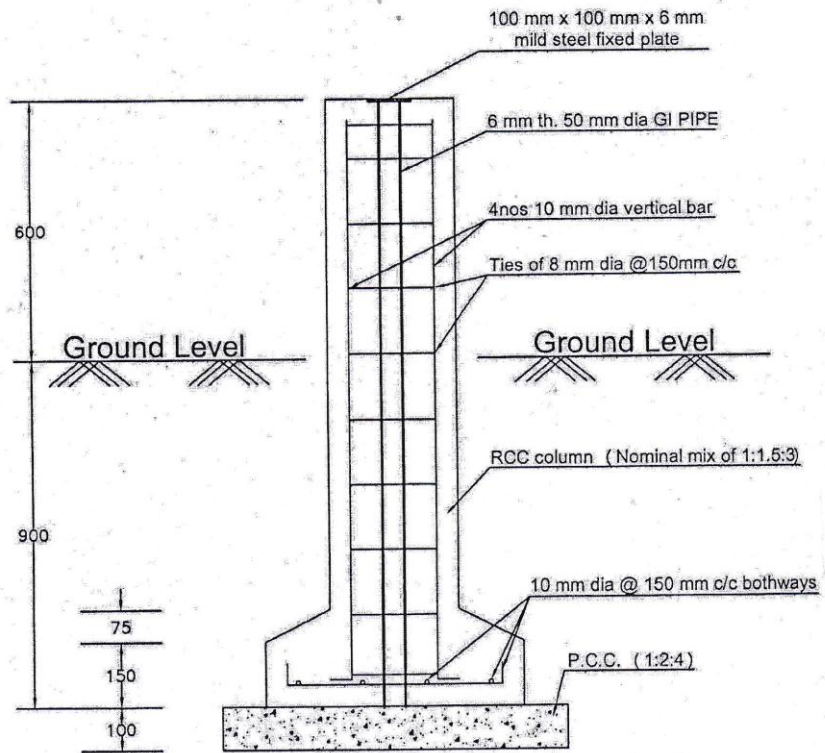 100 mm x 100 mm x 6 mm
mild steel fixed plate
6 mm th. 50 mm dia GI PIPE
4nos 10 mm dia vertical bar
600
Ties of 8 mm dia @150mm c/c
Ground Level
Ground Level
RCC column (Nominal mix of 1:1.5:3)
900
10 mm dia @ 150 mm c/c bothways
75
P.C.C. (1:2:4)
150
100